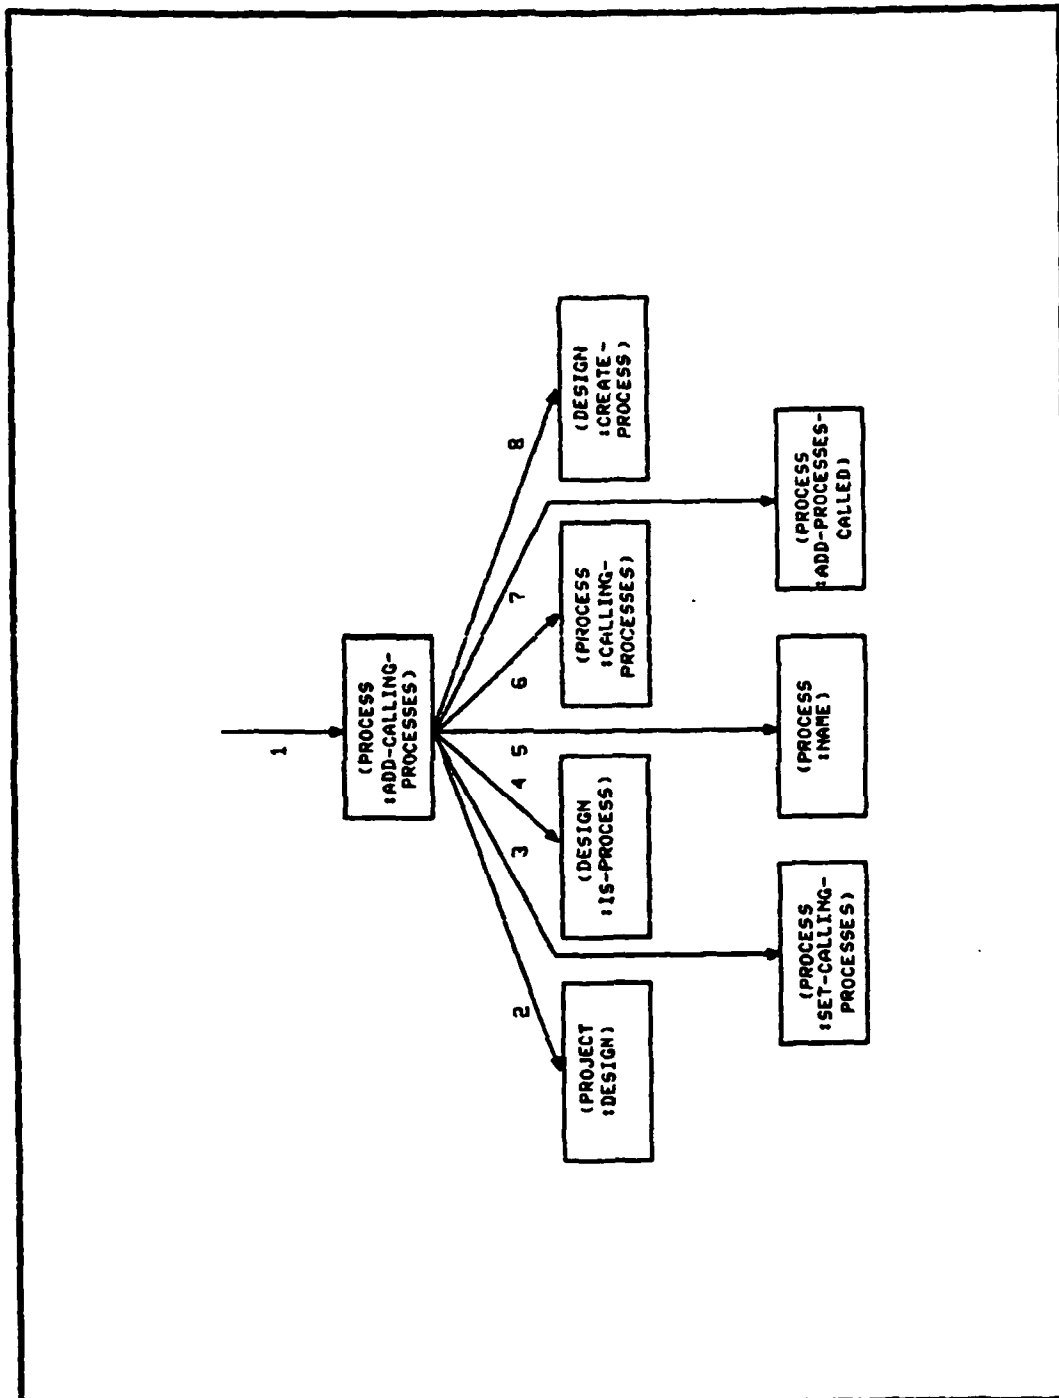 1
(PROCESS
:ADD-CALLING-
PROCESSES)
2
3
4
5
6
7
8
(PROJECT
:DESIGN)
(DESIGN
:IS-PROCESS)
(PROCESS
:CALLING-
PROCESSES)
(DESIGN
:CREATE-
PROCESS)
(PROCESS
:SET-CALLING-
PROCESSES)
(PROCESS
:NAME)
(PROCESS
:ADD-PROCESSES-
CALLED)